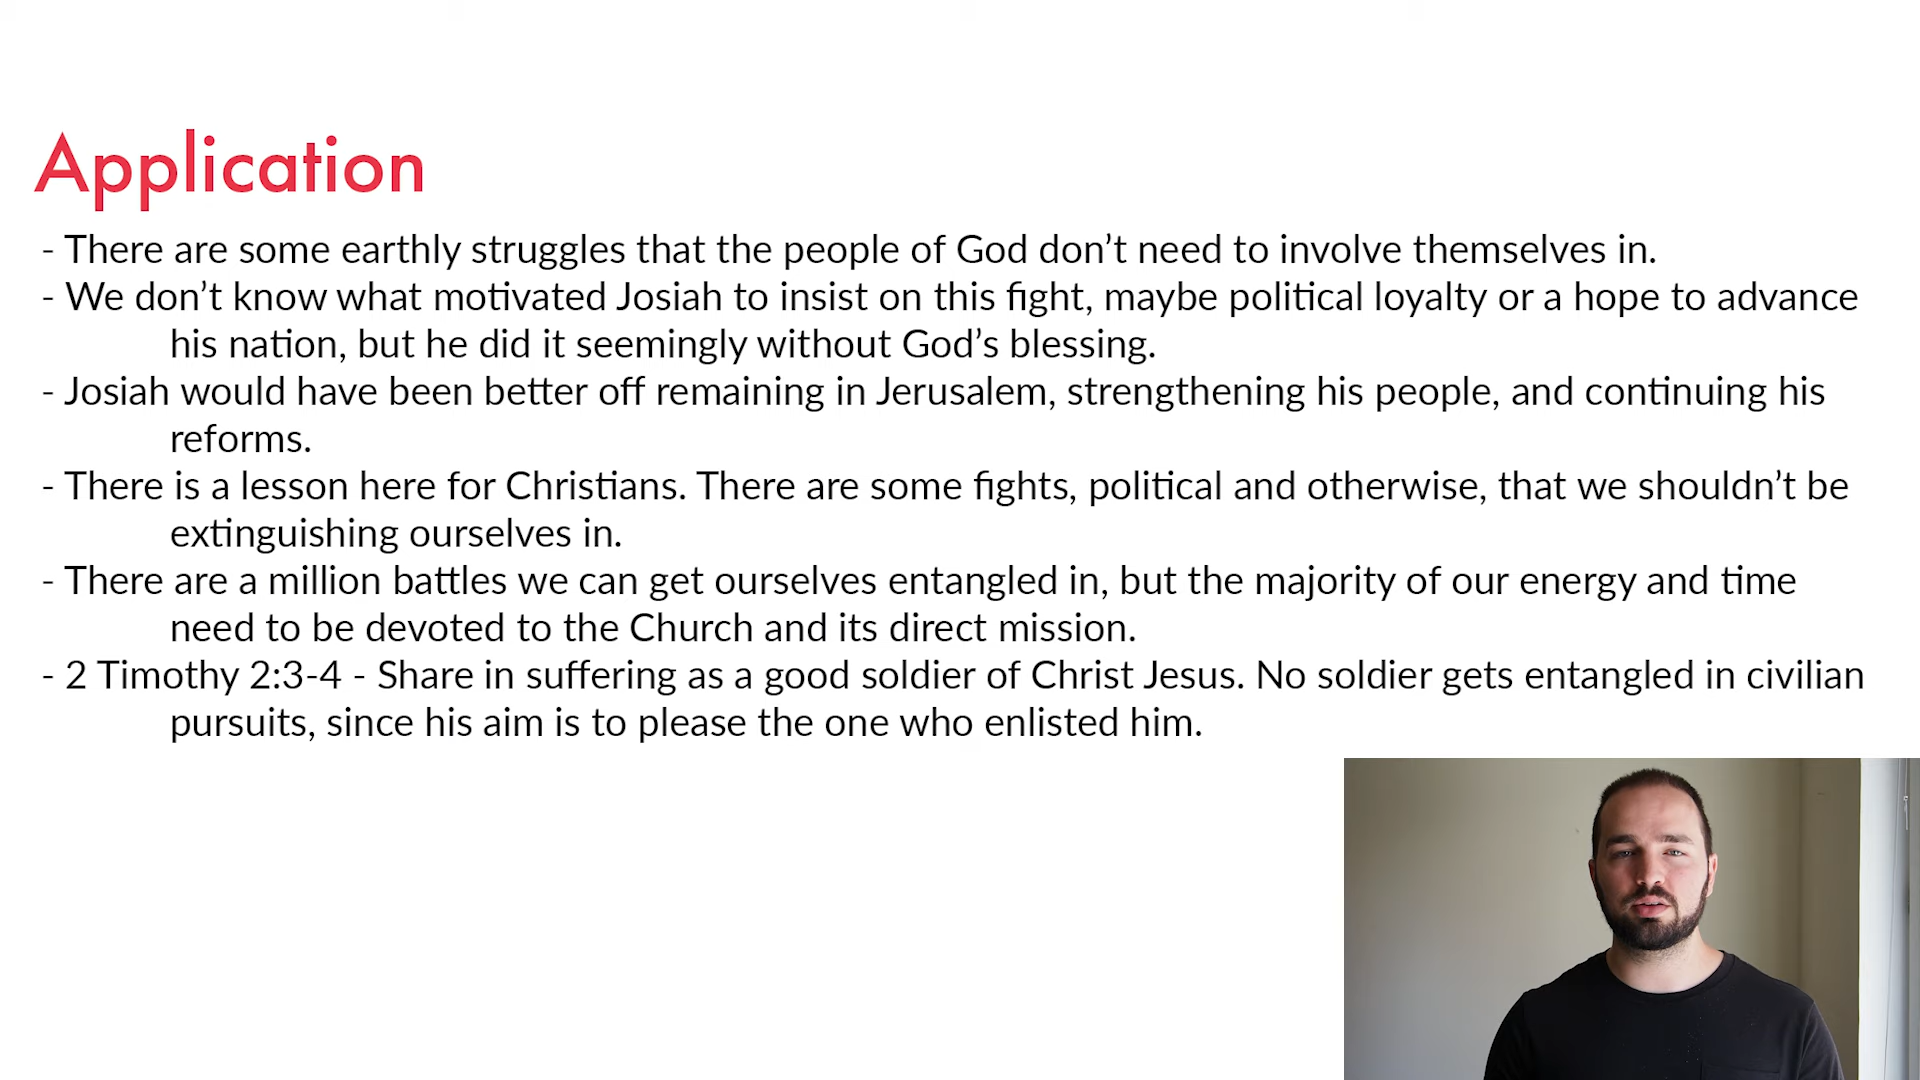 Application
- There are some earthly struggles that the people of God don’t need to involve themselves in.
- We don’t know what motivated Josiah to insist on this fight, maybe political loyalty or a hope to advance
his nation, but he did it seemingly without God’s blessing.
- Josiah would have been better off remaining in Jerusalem, strengthening his people, and continuing his
reforms.
- There is a lesson here for Christians. There are some fights, political and otherwise, that we shouldn’t be
extinguishing ourselves in.
- There are a million battles we can get ourselves entangled in, but the majority of our energy and time
need to be devoted to the Church and its direct mission.
- 2 Timothy 2:3-4 - Share in suffering as a good soldier of Christ Jesus. No soldier gets entangled in civilian
pursuits, since his aim is to please the one who enlisted him.